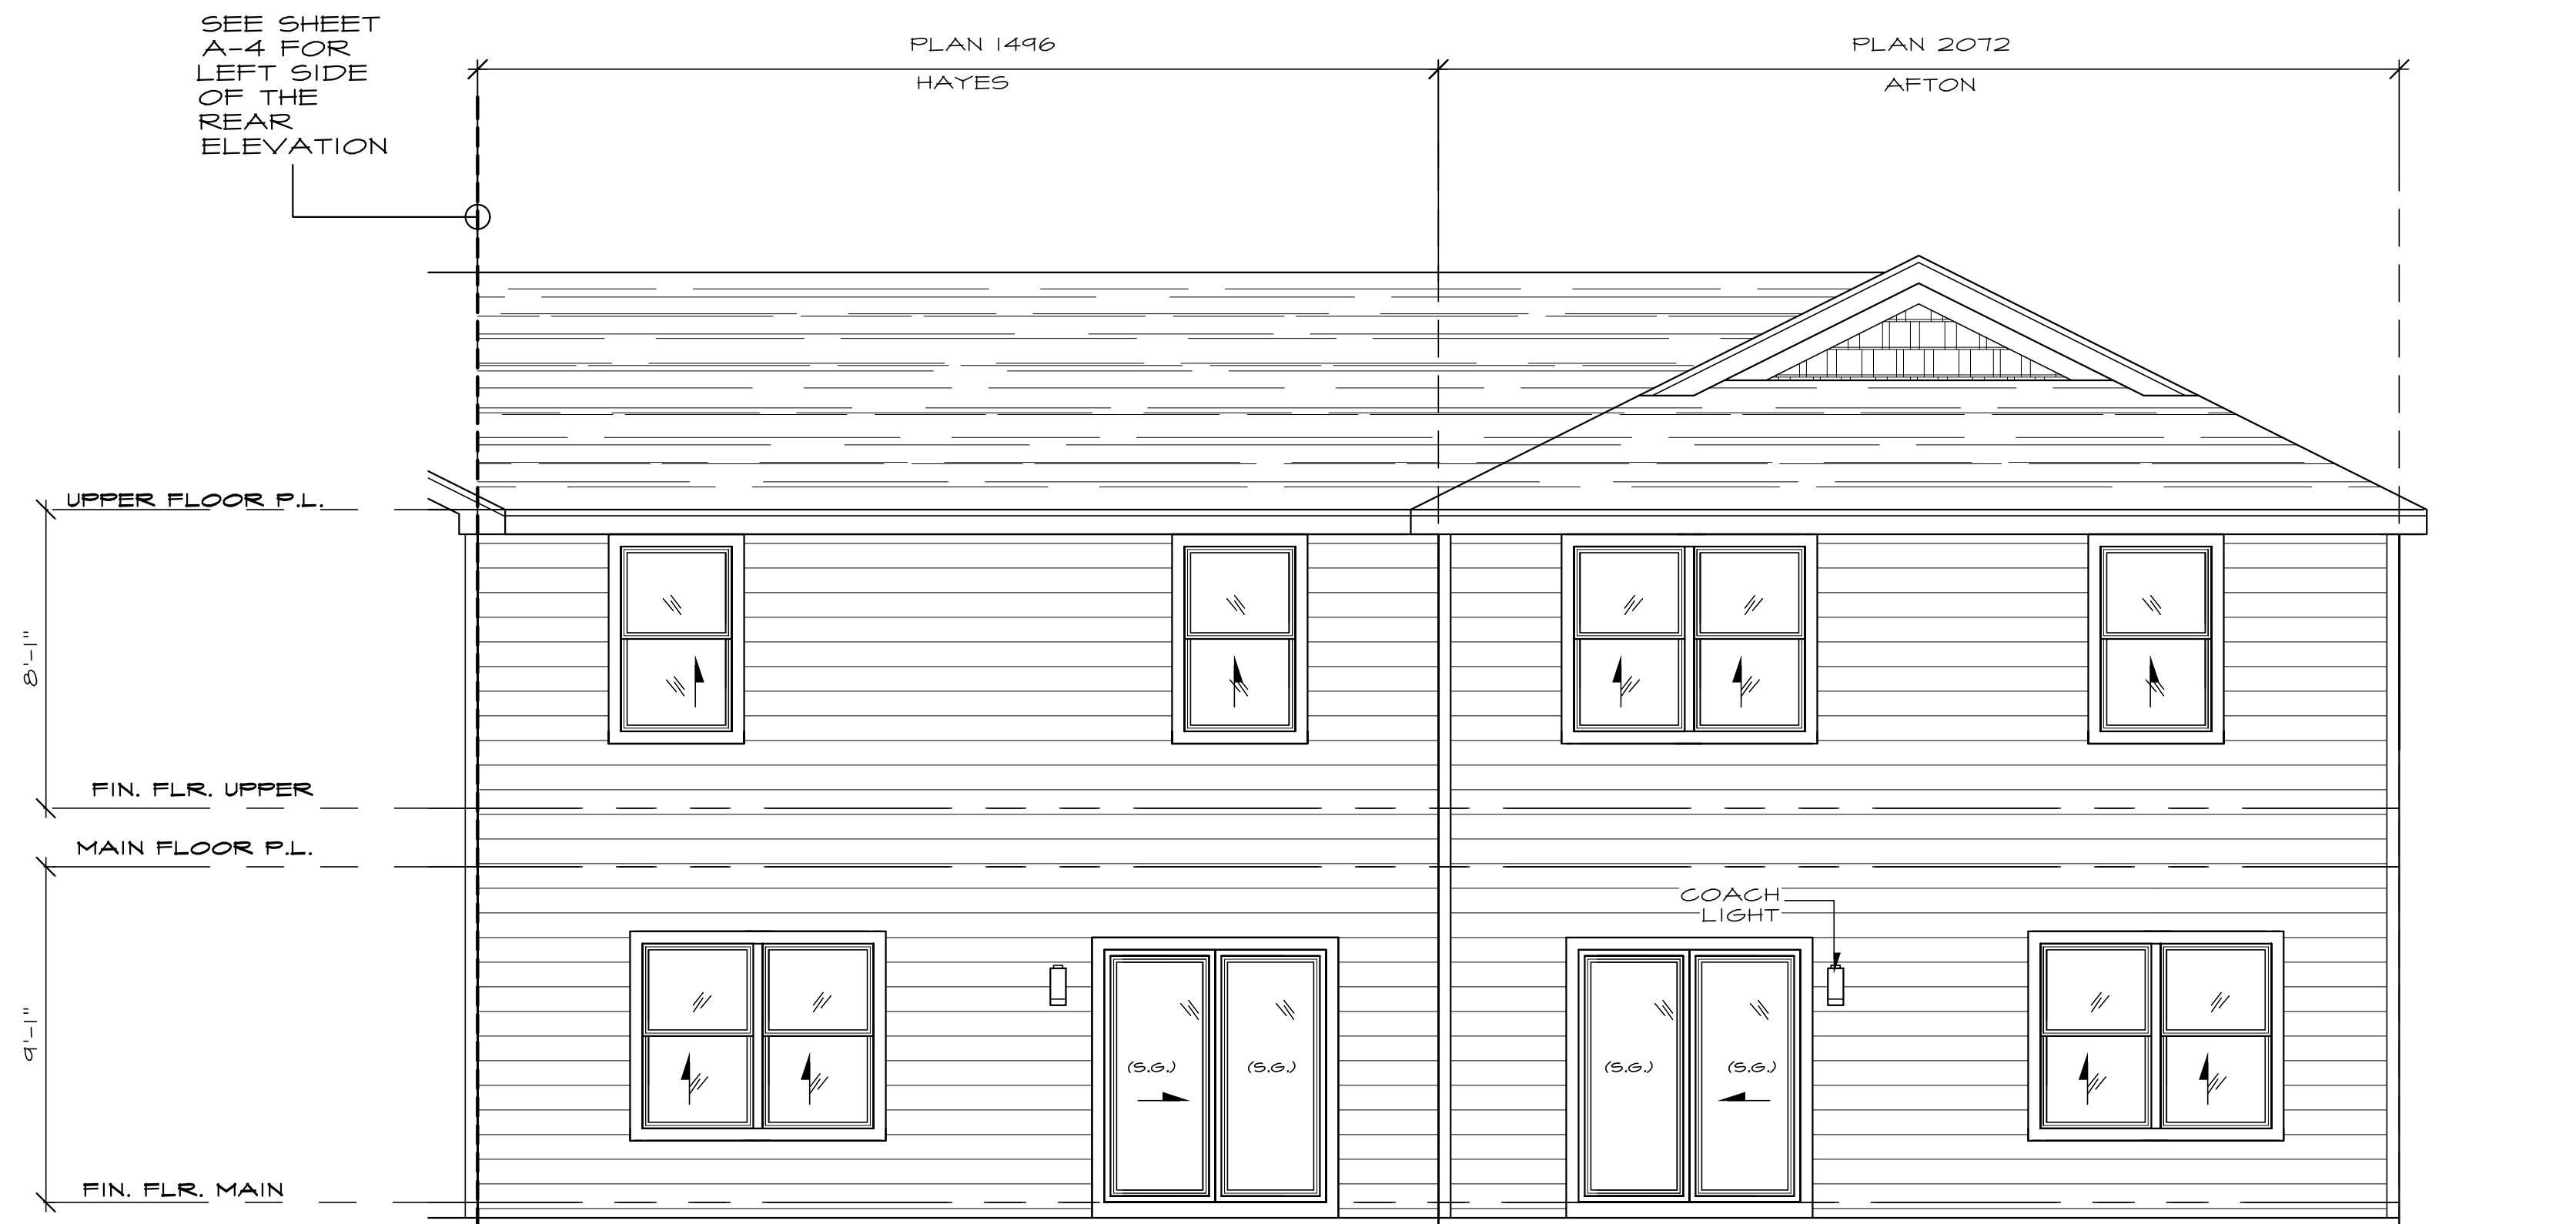 SEE SHEET
A-4 FOR
LEFT SIDE
OF THE
REAR
ELEVATION
PLAN 1496
HAYES
PLAN 2072
AFTON
UPPER FLOOR P.L.
8'-1"
FIN. FLR. UPPER
MAIN FLOOR P.L.
COACH
LIGHT
9'-1"
(S.G.) (S.G.) (S.G.) (S.G.)
FIN. FLR. MAIN